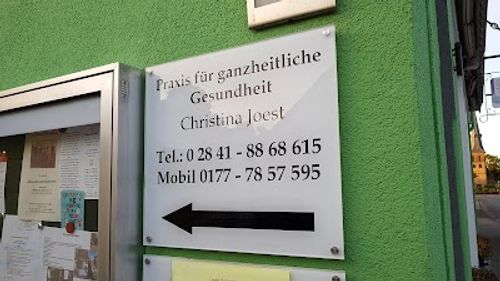 Praxis für ganzheitliche
Gesundheit
Christina Joest
Tel.: 0 28 41 - 88 68 615
Mobil 0177 - 78 57 595